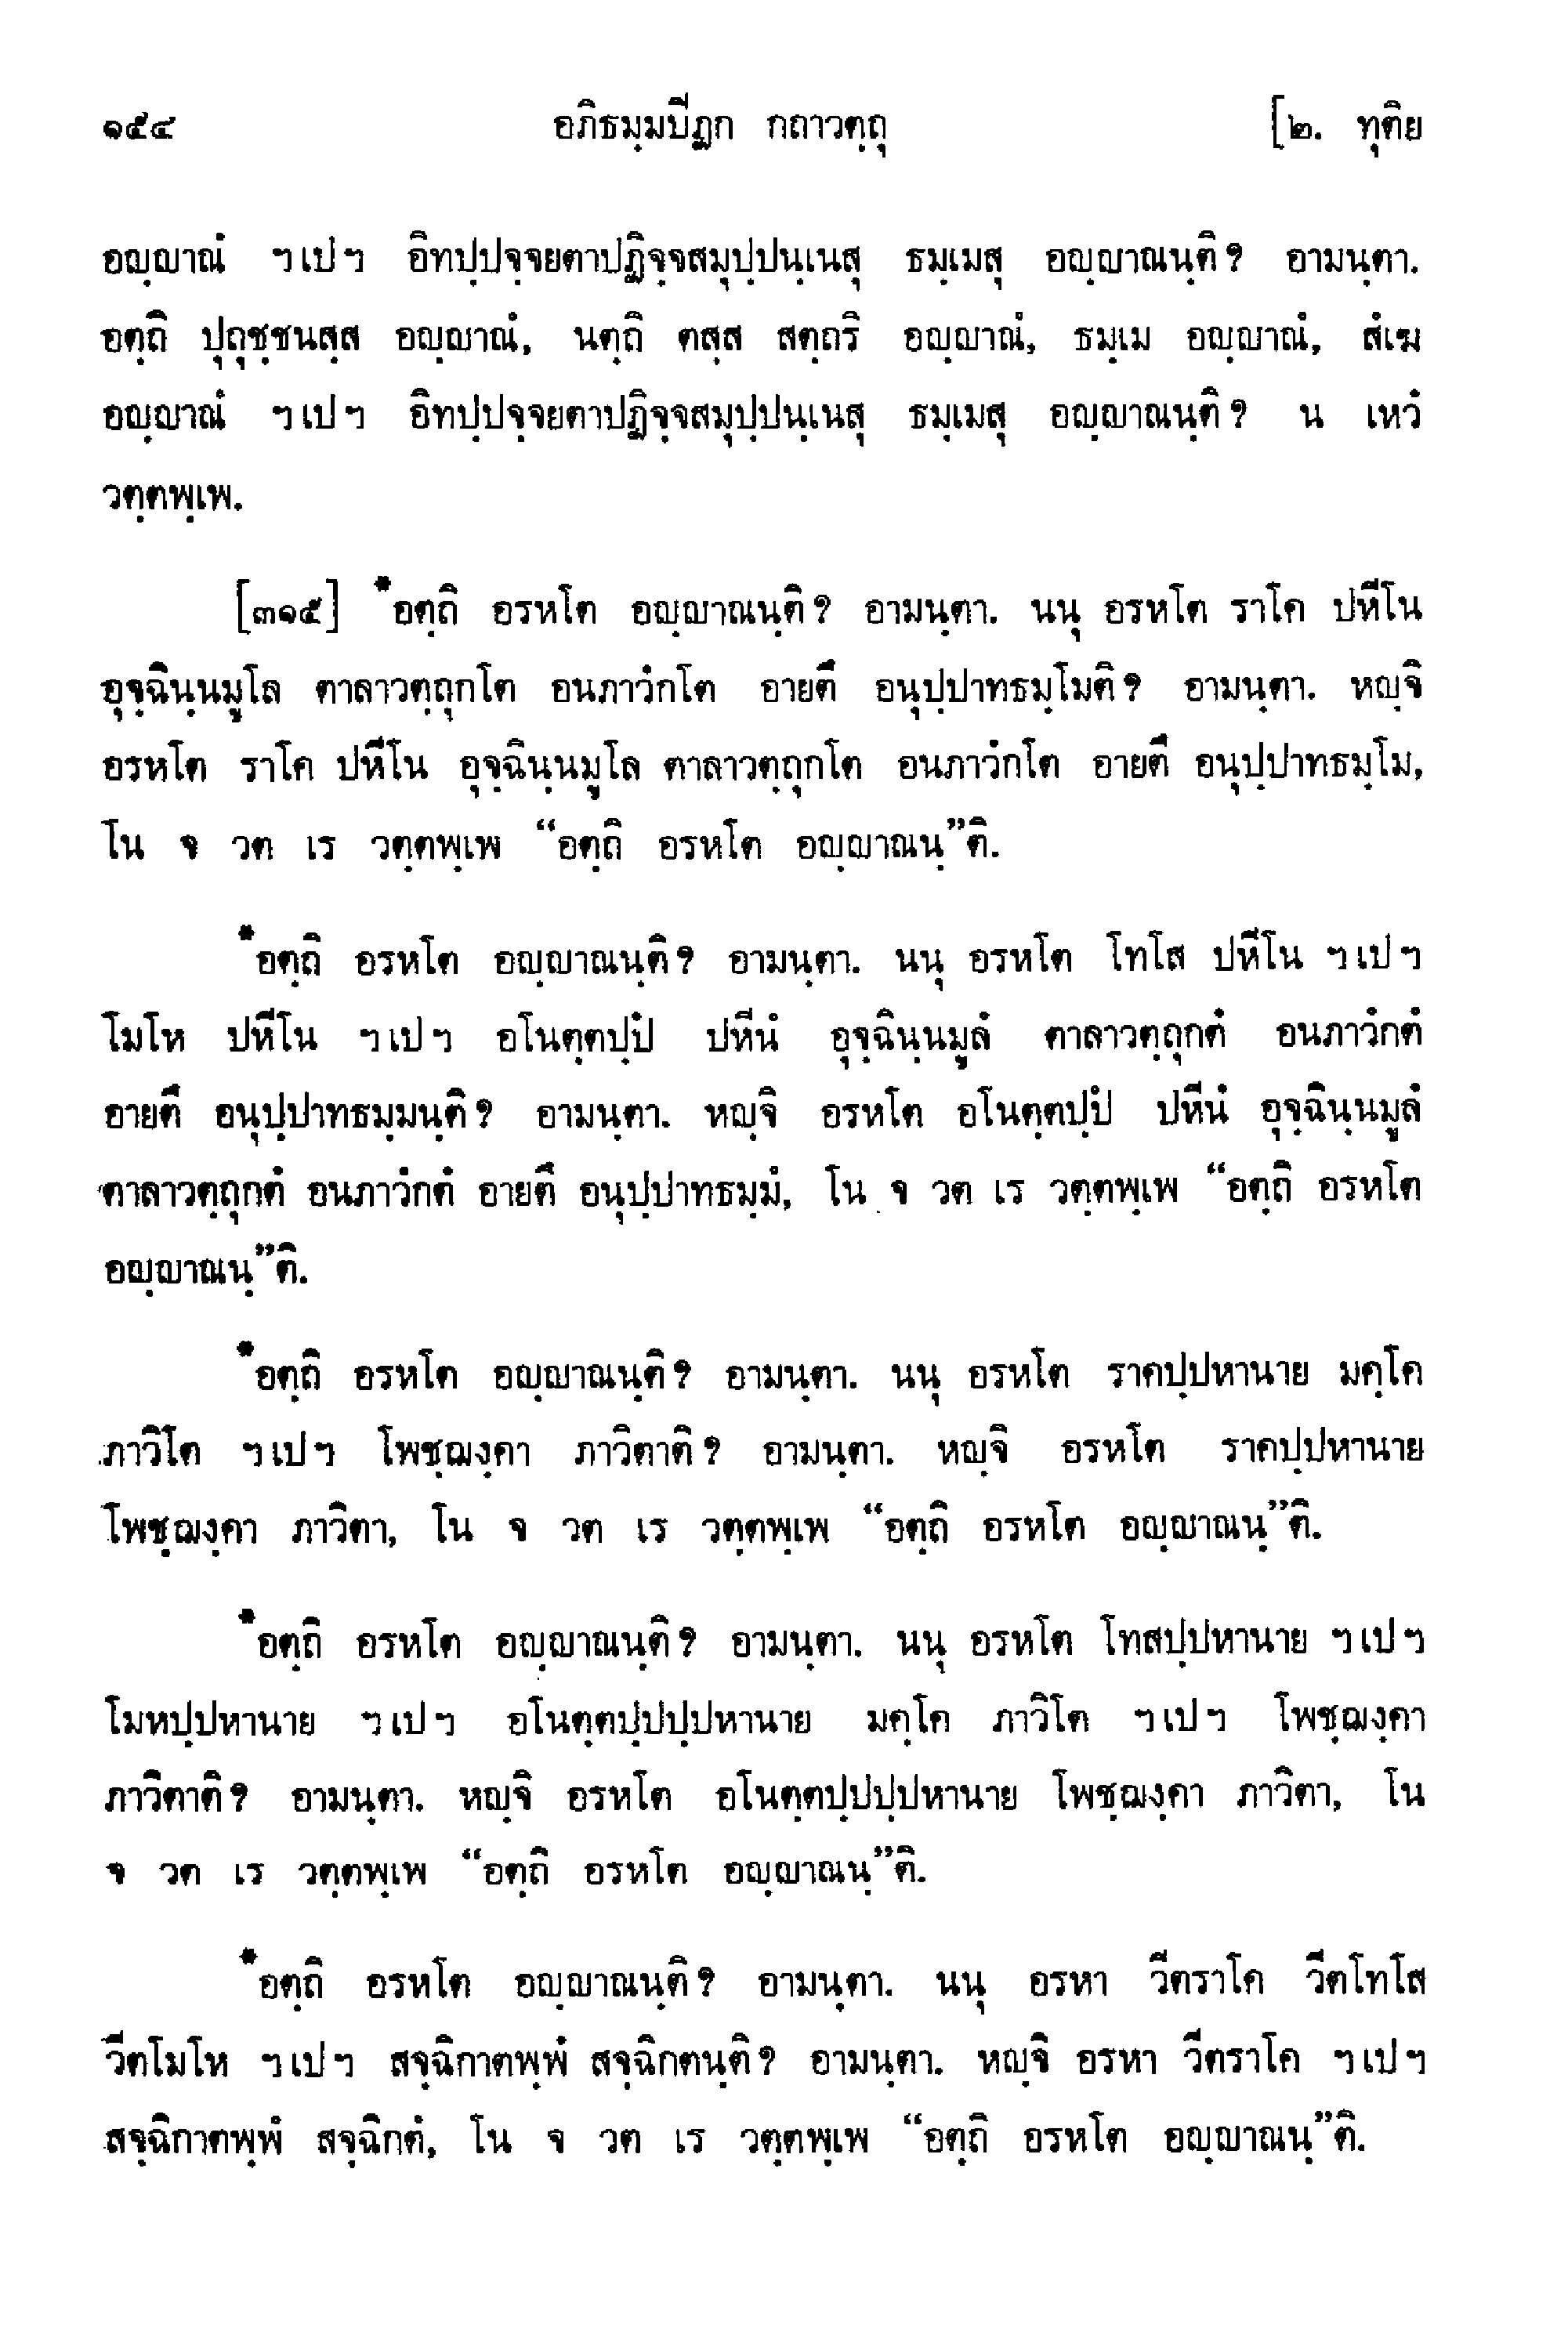 ๑๕๔ อภิธมฺมปีฏก กถาวตฺถุ [๒. ทุติย
อญฺญาณํ ฯเปฯ อิทปฺปจฺจยตาปฏิจฺจสมุปฺปนฺเนสุ ธมฺเมสุ อญฺญาณนฺติ? อามนฺตา.
อตฺถิ ปุถุชฺชนสฺส อญฺญาณํ, นตฺถิ ตสฺส สตฺถริ อญฺญาณํ, ธมฺเม อญฺญาณํ, สํเฆ
อญฺญาณํ ฯเปฯ อิทปฺปจฺจยตาปฏิจฺจสมุปฺปนฺเนสุ ธมฺเมสุ อญฺญาณนฺติ? น เหวํ
วตฺตพฺเพ.
[๓๑๕] *อตฺถิ อรหโต อญฺญาณนฺติ? อามนฺตา. นนุ อรหโต ราโค ปหีโน
อุจฺฉินฺนมูโล ตาลาวตฺถุกโต อนภาวํกโต อายตึ อนุปฺปาทธมฺโมติ? อามนฺตา. หญฺจิ
อรหโต ราโค ปหีโน อุจฺฉินฺนมูโล ตาลาวตฺถุกโต อนภาวํกโต อายตึ อนุปฺปาทธมฺโม,
โน จ วต เร วตฺตพฺเพ “อตฺถิ อรหโต อญฺญาณนฺ”ติ.
*อตฺถิ อรหโต อญฺญาณนฺติ? อามนฺตา. นนุ อรหโต โทโส ปหีโน ฯเปฯ
โมโห ปหีโน ฯเปฯ อโนตฺตปฺปํ ปหีนํ อุจฺฉินฺนมูลํ ตาลาวตฺถุกตํ อนภาวํกตํ
อายตึ อนุปฺปาทธมฺมนฺติ? อามนฺตา. หญฺจิ อรหโต อโนตฺตปฺปํ ปหีนํ อุจฺฉินฺนมูลํ
ตาลาวตฺถุกตํ อนภาวํกตํ อายตึ อนุปฺปาทธมฺมํ, โน จ วต เร วตฺตพฺเพ “อตฺถิ อรหโต
อญฺญาณนฺ”ติ.
*อตฺถิ อรหโต อญฺญาณนฺติ? อามนฺตา. นนุ อรหโต ราคปฺปหานาย มคฺโค
ภาวิโต ฯเปฯ โพชฺฌงฺคา ภาวิตาติ? อามนฺตา. หญฺจิ อรหโต ราคปฺปหานาย
โพชฺฌงฺคา ภาวิตา, โน จ วต เร วตฺตพฺเพ “อตฺถิ อรหโต อญฺญาณนฺ”ติ.
*อตฺถิ อรหโต อญฺญาณนฺติ? อามนฺตา. นนุ อรหโต โทสปฺปหานาย ฯเปฯ
โมหปฺปหานาย ฯเปฯ อโนตฺตปฺปปฺปหานาย มคฺโค ภาวิโต ฯเปฯ โพชฺฌงฺคา
ภาวิตาติ? อามนฺตา. หญฺจิ อรหโต อโนตฺตปฺปปฺปหานาย โพชฺฌงฺคา ภาวิตา, โน
จ วต เร วตฺตพฺเพ “อตฺถิ อรหโต อญฺญาณนฺ”ติ.
*อตฺถิ อรหโต อญฺญาณนฺติ? อามนฺตา. นนุ อรหา วีตราโค วีตโทโส
วีตโมโห ฯเปฯ สจฺฉิกาตพฺพํ สจฺฉิกตนฺติ? อามนฺตา. หญฺจิ อรหา วีตราโค ฯเปฯ
สจฺฉิกาตพฺพํ สจฺฉิกตํ, โน จ วต เร วตฺตพฺเพ “อตฺถิ อรหโต อญฺญาณนฺ”ติ.